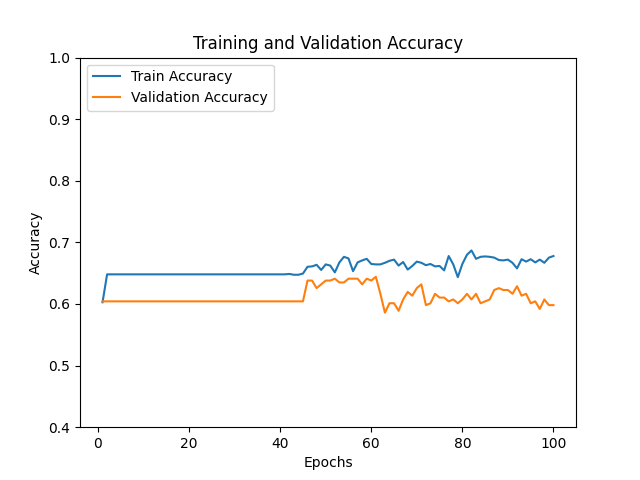 Training and Validation Accuracy
Train Accuracy
Validation Accuracy
1.0
0.9
0.8
0.7
0.6
0.5
0.4
Accuracy
0 20 40 60 80 100
Epochs